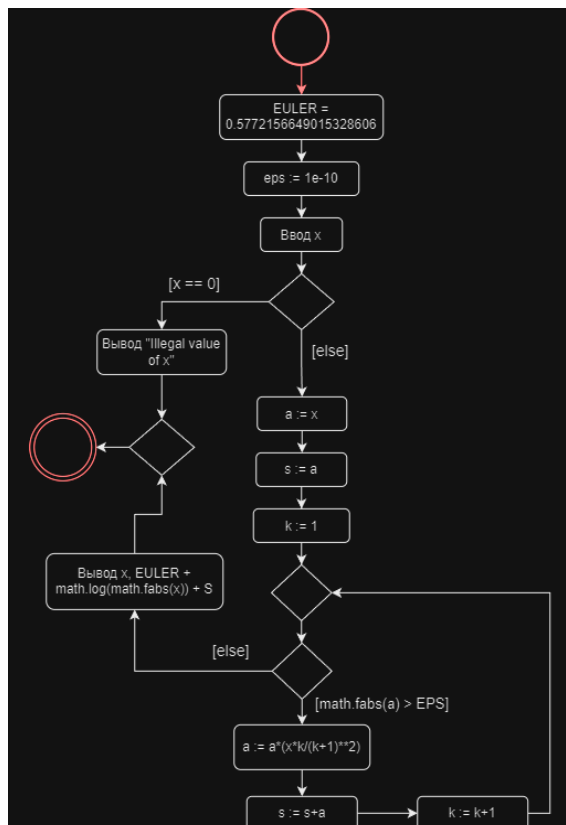 EULER =
0.5772156649015328606
eps := 1e-10
Ввод x
[x == 0]
Вывод "Illegal value
of x"
[else]
a := x
s := a
k := 1
Вывод x, EULER +
math.log(math.fabs(x)) + S
[else]
[math.fabs(a) > EPS]
a := a*(x*k/(k+1)**2)
s := s+a
k := k+1